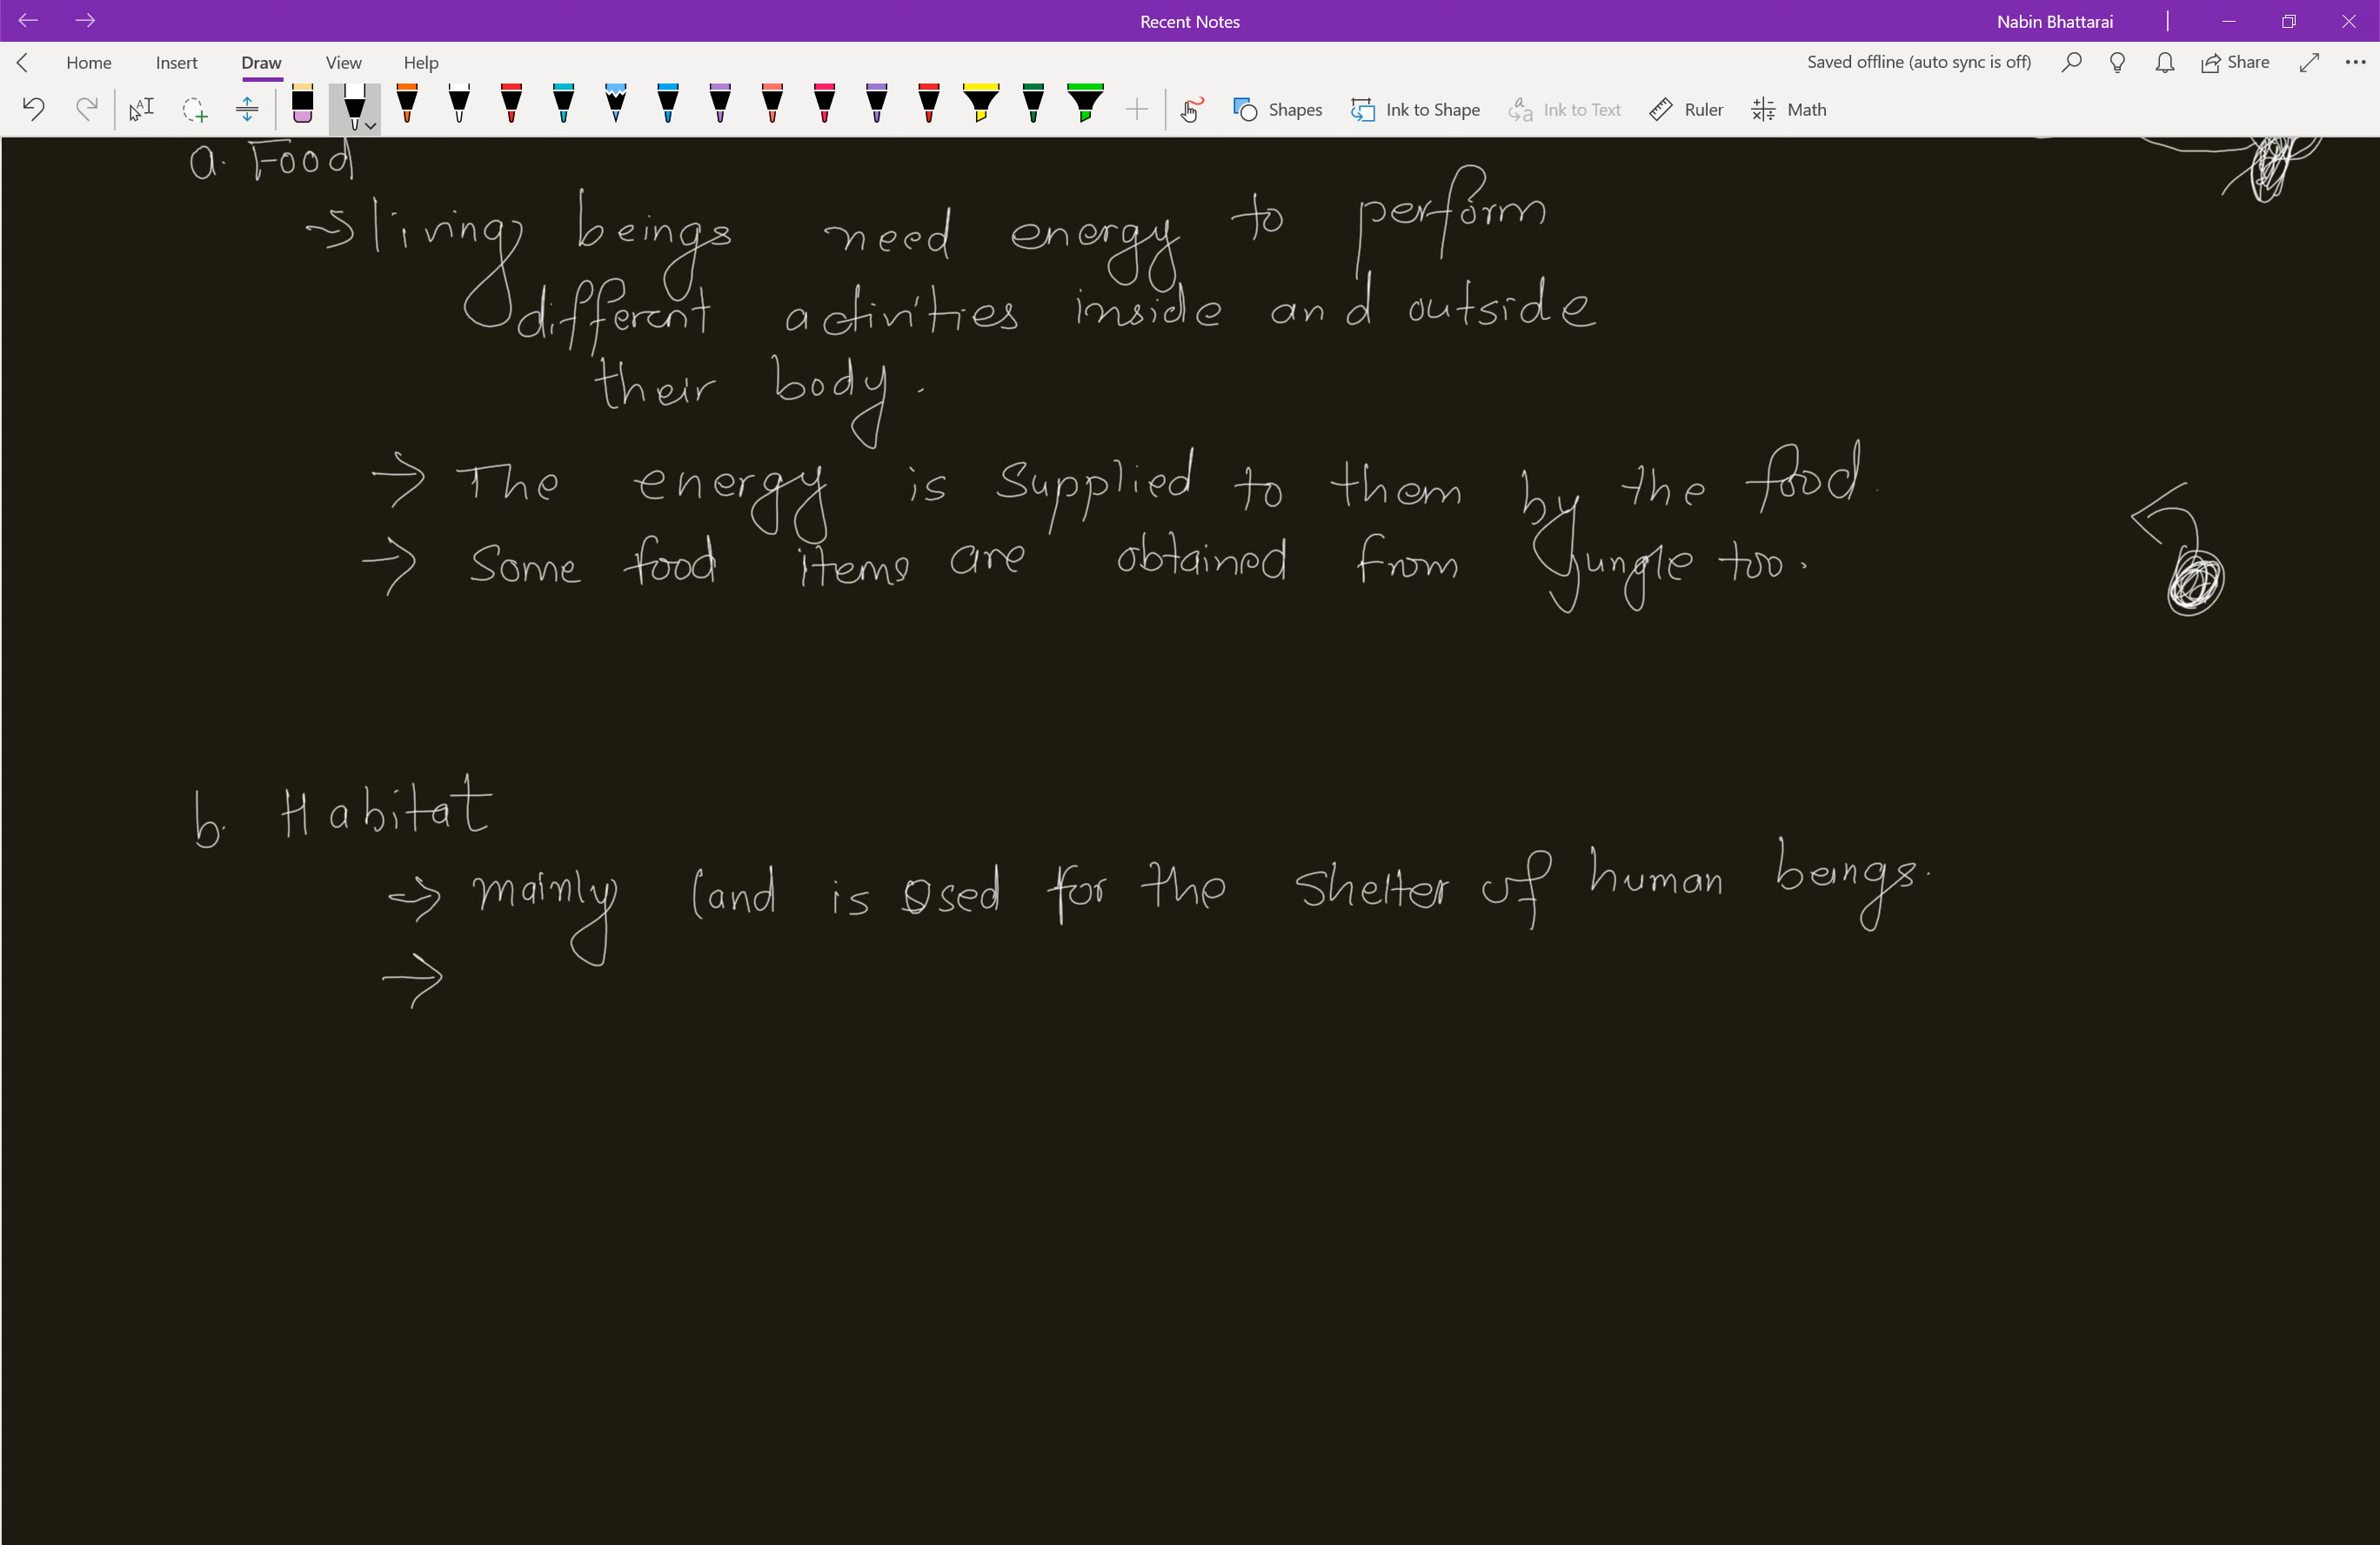 Recent Notes
Nabin Bhattarai
Home Insert Draw View Help
Saved offline (auto sync is off)
Share
Shapes
Ink to Shape
Ink to Text
Ruler
Math
a. Food
→ living beings need energy to perform
different activities inside and outside
their body.
→ The energy is supplied to them by the food.
→ Some food items are obtained from Jungle too.
b. Habitat
→ mainly land is used for the shelter of human beings.
→